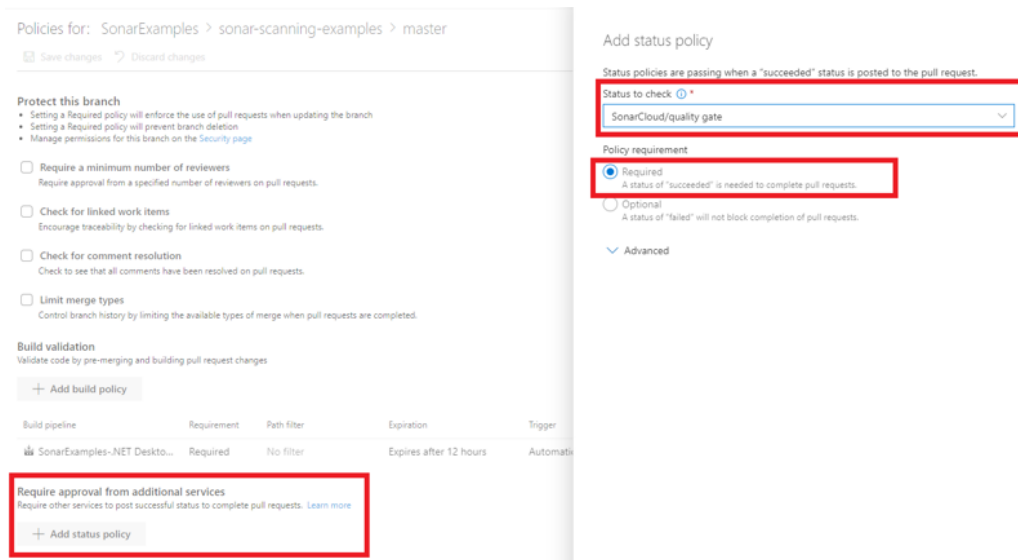 Policies for: SonarExamples > sonar-scanning-examples > master
Save changes Discard changes
Protect this branch
• Setting a Required policy will enforce the use of pull requests when updating the branch
• Setting a Required policy will prevent branch deletion
• Manage permissions for this branch on the Security page
Require a minimum number of reviewers
Require approval from a specified number of reviewers on pull requests.
Check for linked work items
Encourage traceability by checking for linked work items on pull requests.
Check for comment resolution
Check to see that all comments have been resolved on pull requests.
Limit merge types
Control branch history by limiting the available types of merge when pull requests are completed.
Build validation
Validate code by pre-merging and building pull request changes
+ Add build policy
Build pipeline Requirement Path filter Expiration Trigger
SonarExamples-.NET Deskto... Required No filter Expires after 12 hours Automati
Require approval from additional services
Require other services to post successful status to complete pull requests. Learn more
+ Add status policy
Add status policy
Status policies are passing when a "succeeded" status is posted to the pull request.
Status to check *
SonarCloud/quality gate
Policy requirement
Required
A status of "succeeded" is needed to complete pull requests.
Optional
A status of "failed" will not block completion of pull requests.
Advanced